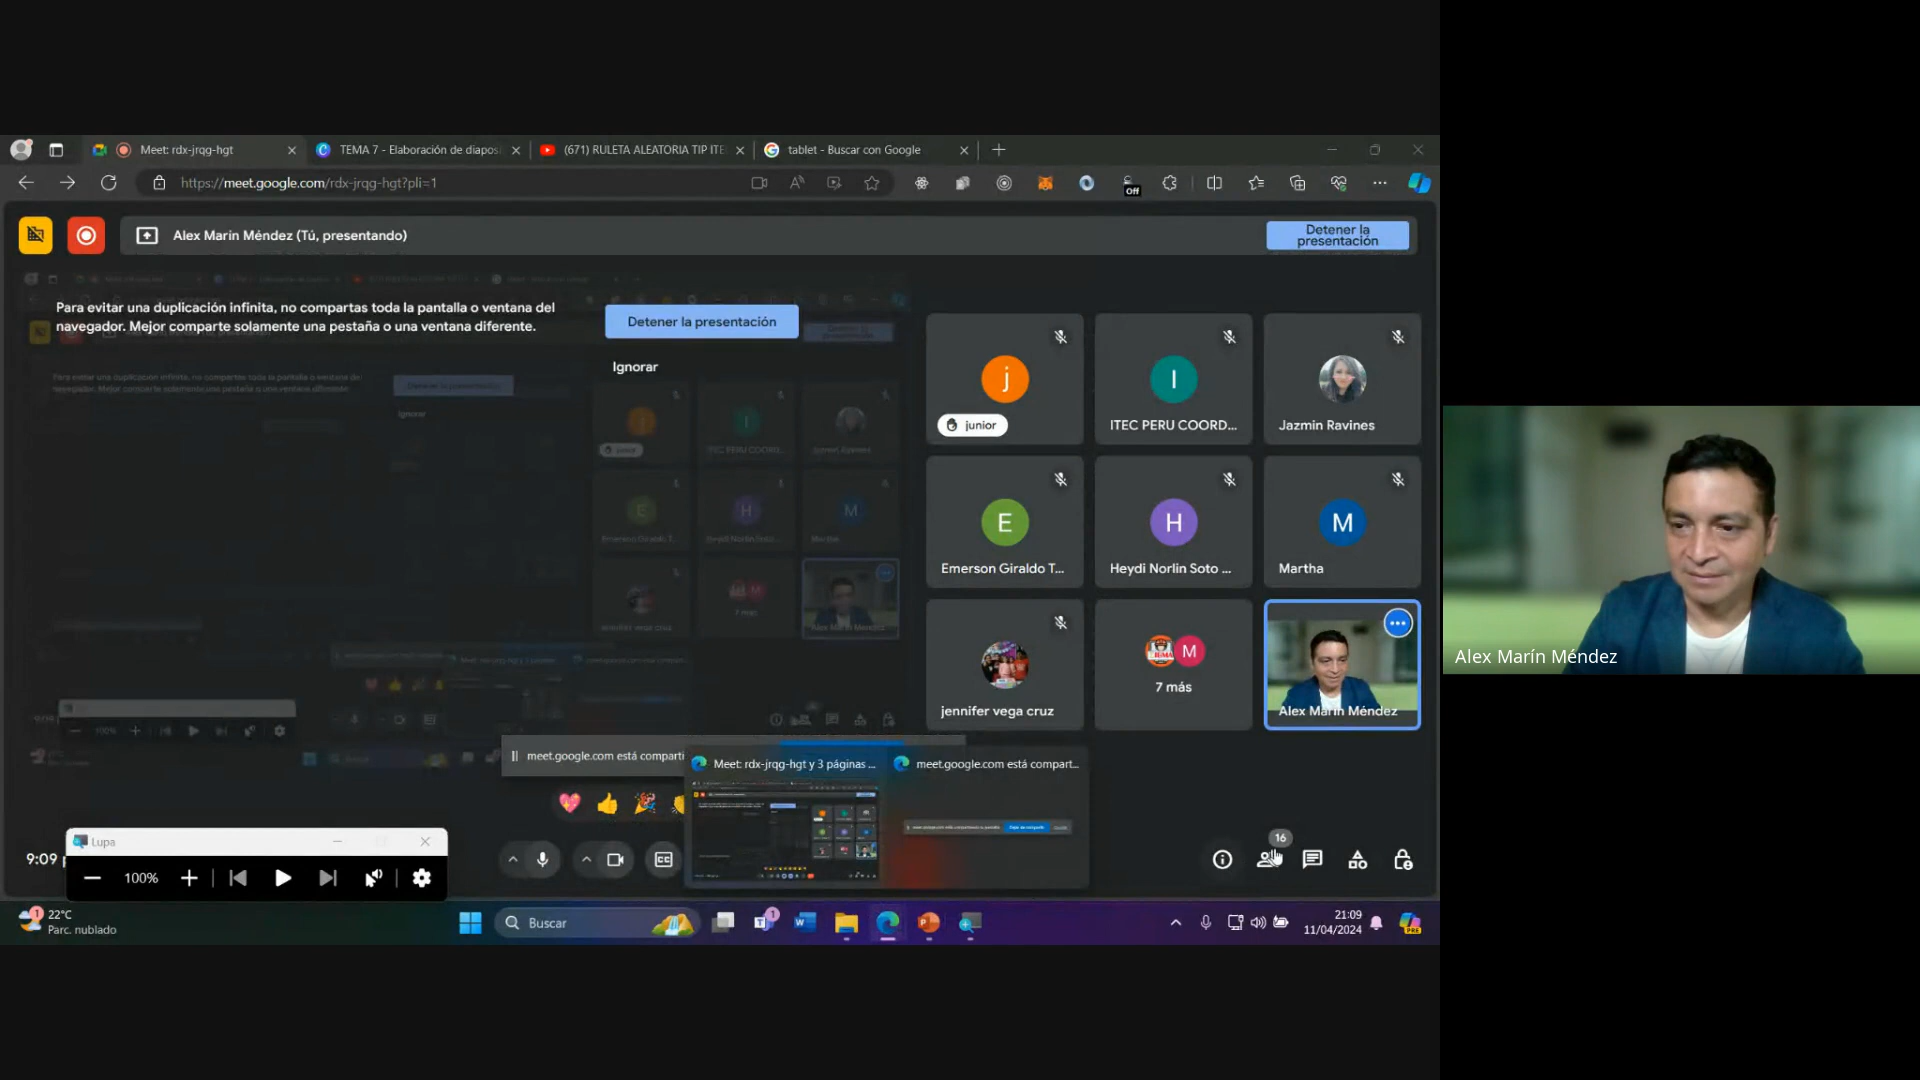 Meet: rdx-jrqg-hgt
TEMA 7 - Elaboración de diapos
(671) RULETA ALEATORIA TIP ITE
tablet - Buscar con Google
https://meet.google.com/rdx-jrqg-hgt?pli=1
Off
Alex Marin Méndez (Tú, presentando)
Detener la
presentación
Para evitar una duplicación infinita, no compartas toda la pantalla o ventana del
navegador. Mejor comparte solamente una pestaña o una ventana diferente.
Detener la presentación
Ignorar
j
junior
I
ITEC PERU COORD...
Jazmin Ravines
E
Emerson Giraldo T...
H
Heydi Norlin Soto ...
M
Martha
jennifer vega cruz
M
7 más
Alex Marín Méndez
Alex Marín Méndez
meet.google.com está comparti
Meet: rdx-jrqg-hgt y 3 páginas ...
meet.google.com está compart...
Lupa
9:09
100%
16
1
22°C
Parc. nublado
Buscar
1
21:09
11/04/2024
PRE